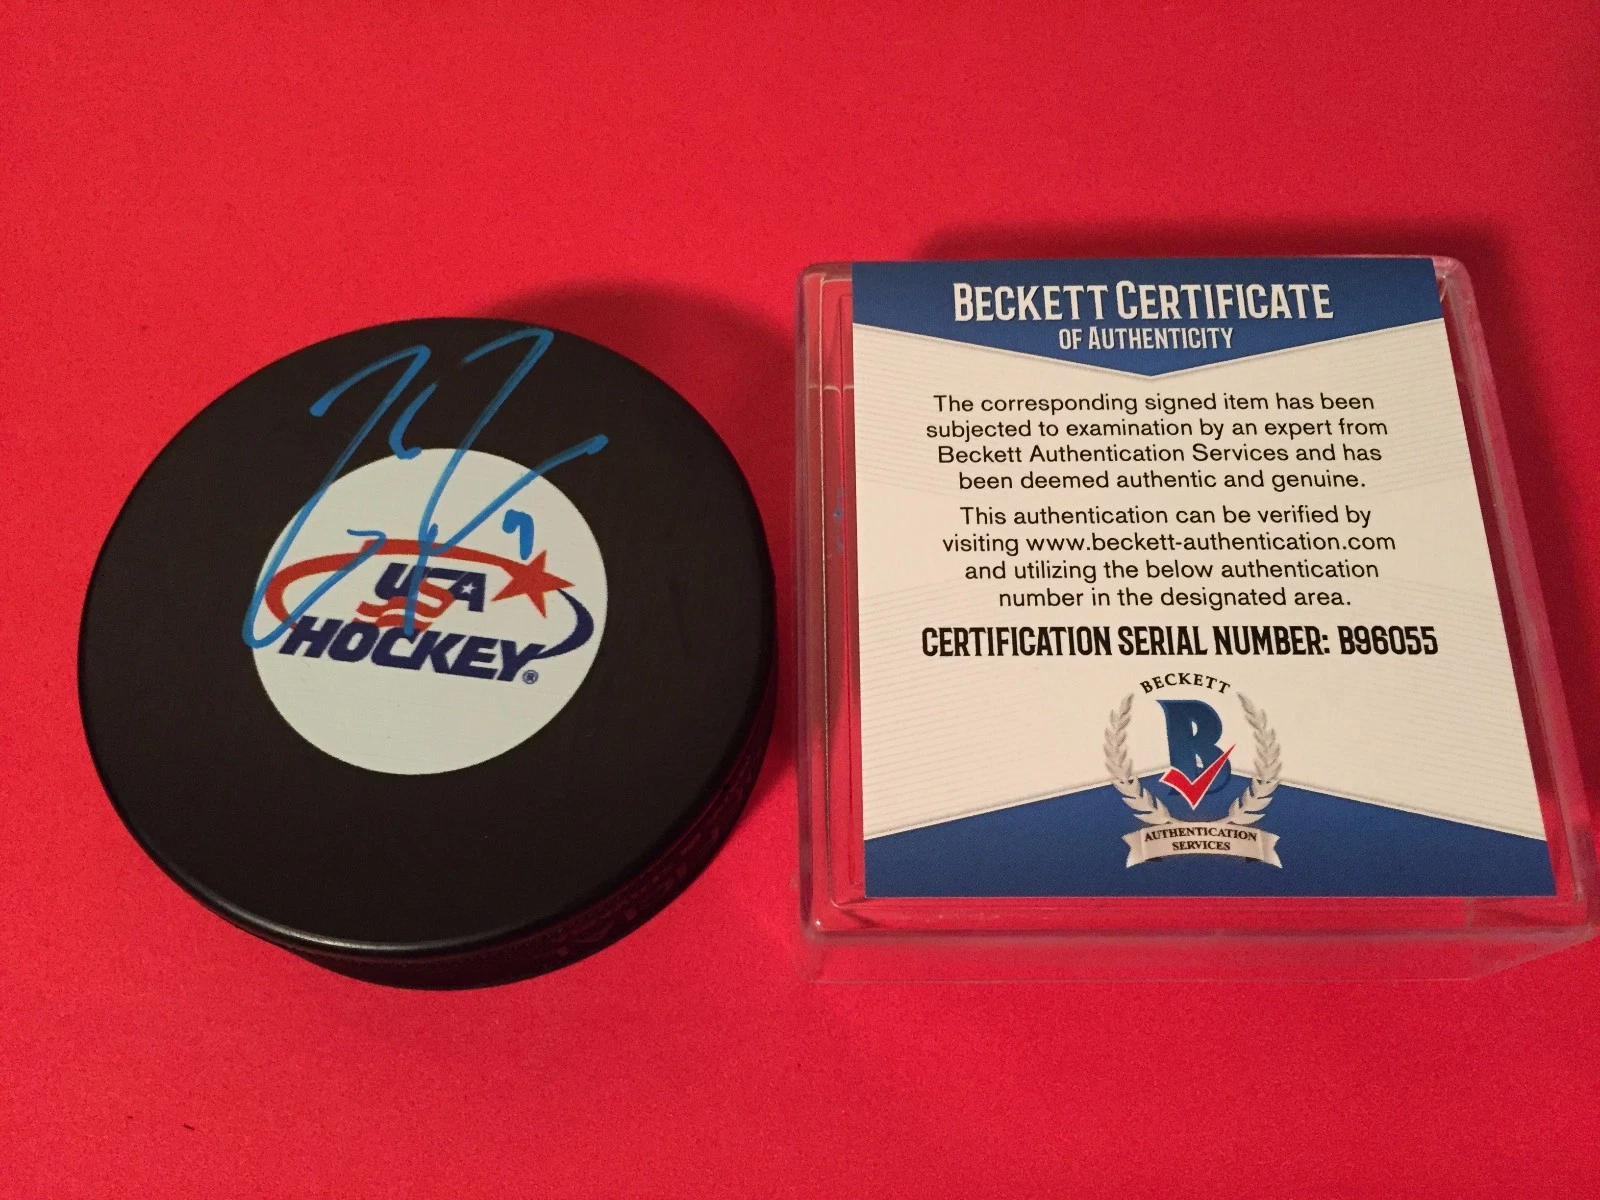 USA
HOCKEY®
BECKETT CERTIFICATE
OF AUTHENTICITY
The corresponding signed item has been
subjected to examination by an expert from
Beckett Authentication Services and has
been deemed authentic and genuine.
This authentication can be verified by
visiting www.beckett-authentication.com
and utilizing the below authentication
number in the designated area.
CERTIFICATION SERIAL NUMBER: B96055
BECKETT
B
AUTHENTICATION
SERVICES